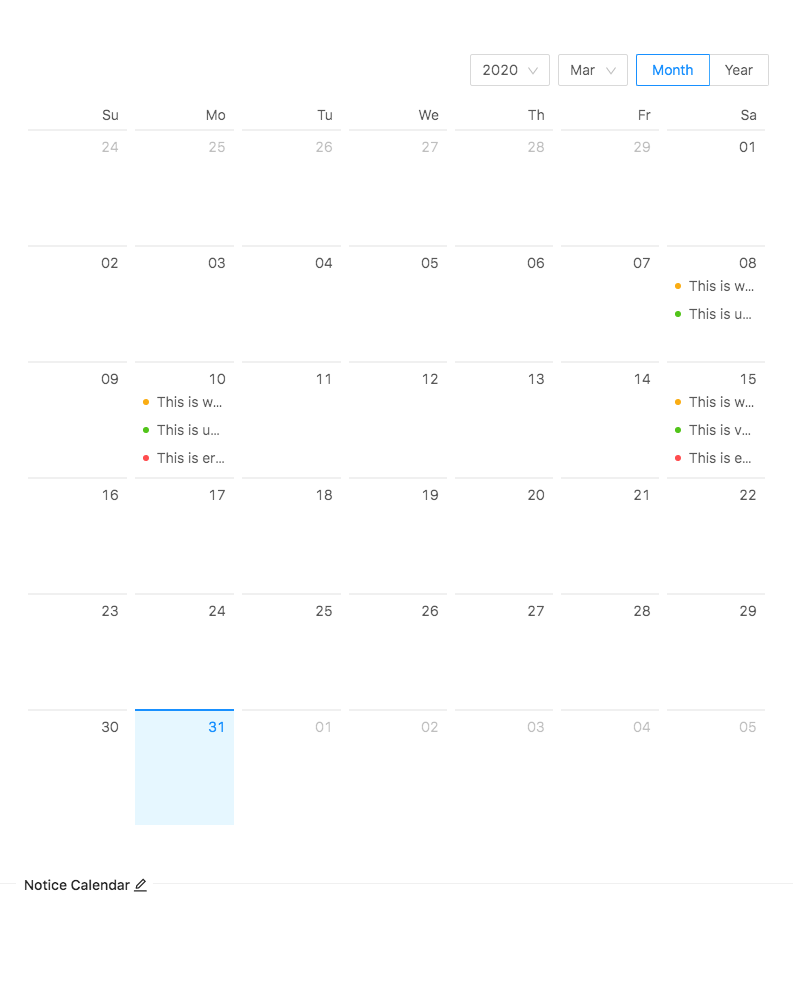 2020 Mar Month Year
Su Mo Tu We Th Fr Sa
24 25 26 27 28 29 01
02 03 04 05 06 07 08
This is w...
This is u...
09 10 11 12 13 14 15
This is w... This is w...
This is u... This is v...
This is er... This is e...
16 17 18 19 20 21 22
23 24 25 26 27 28 29
30 31 01 02 03 04 05
Notice Calendar